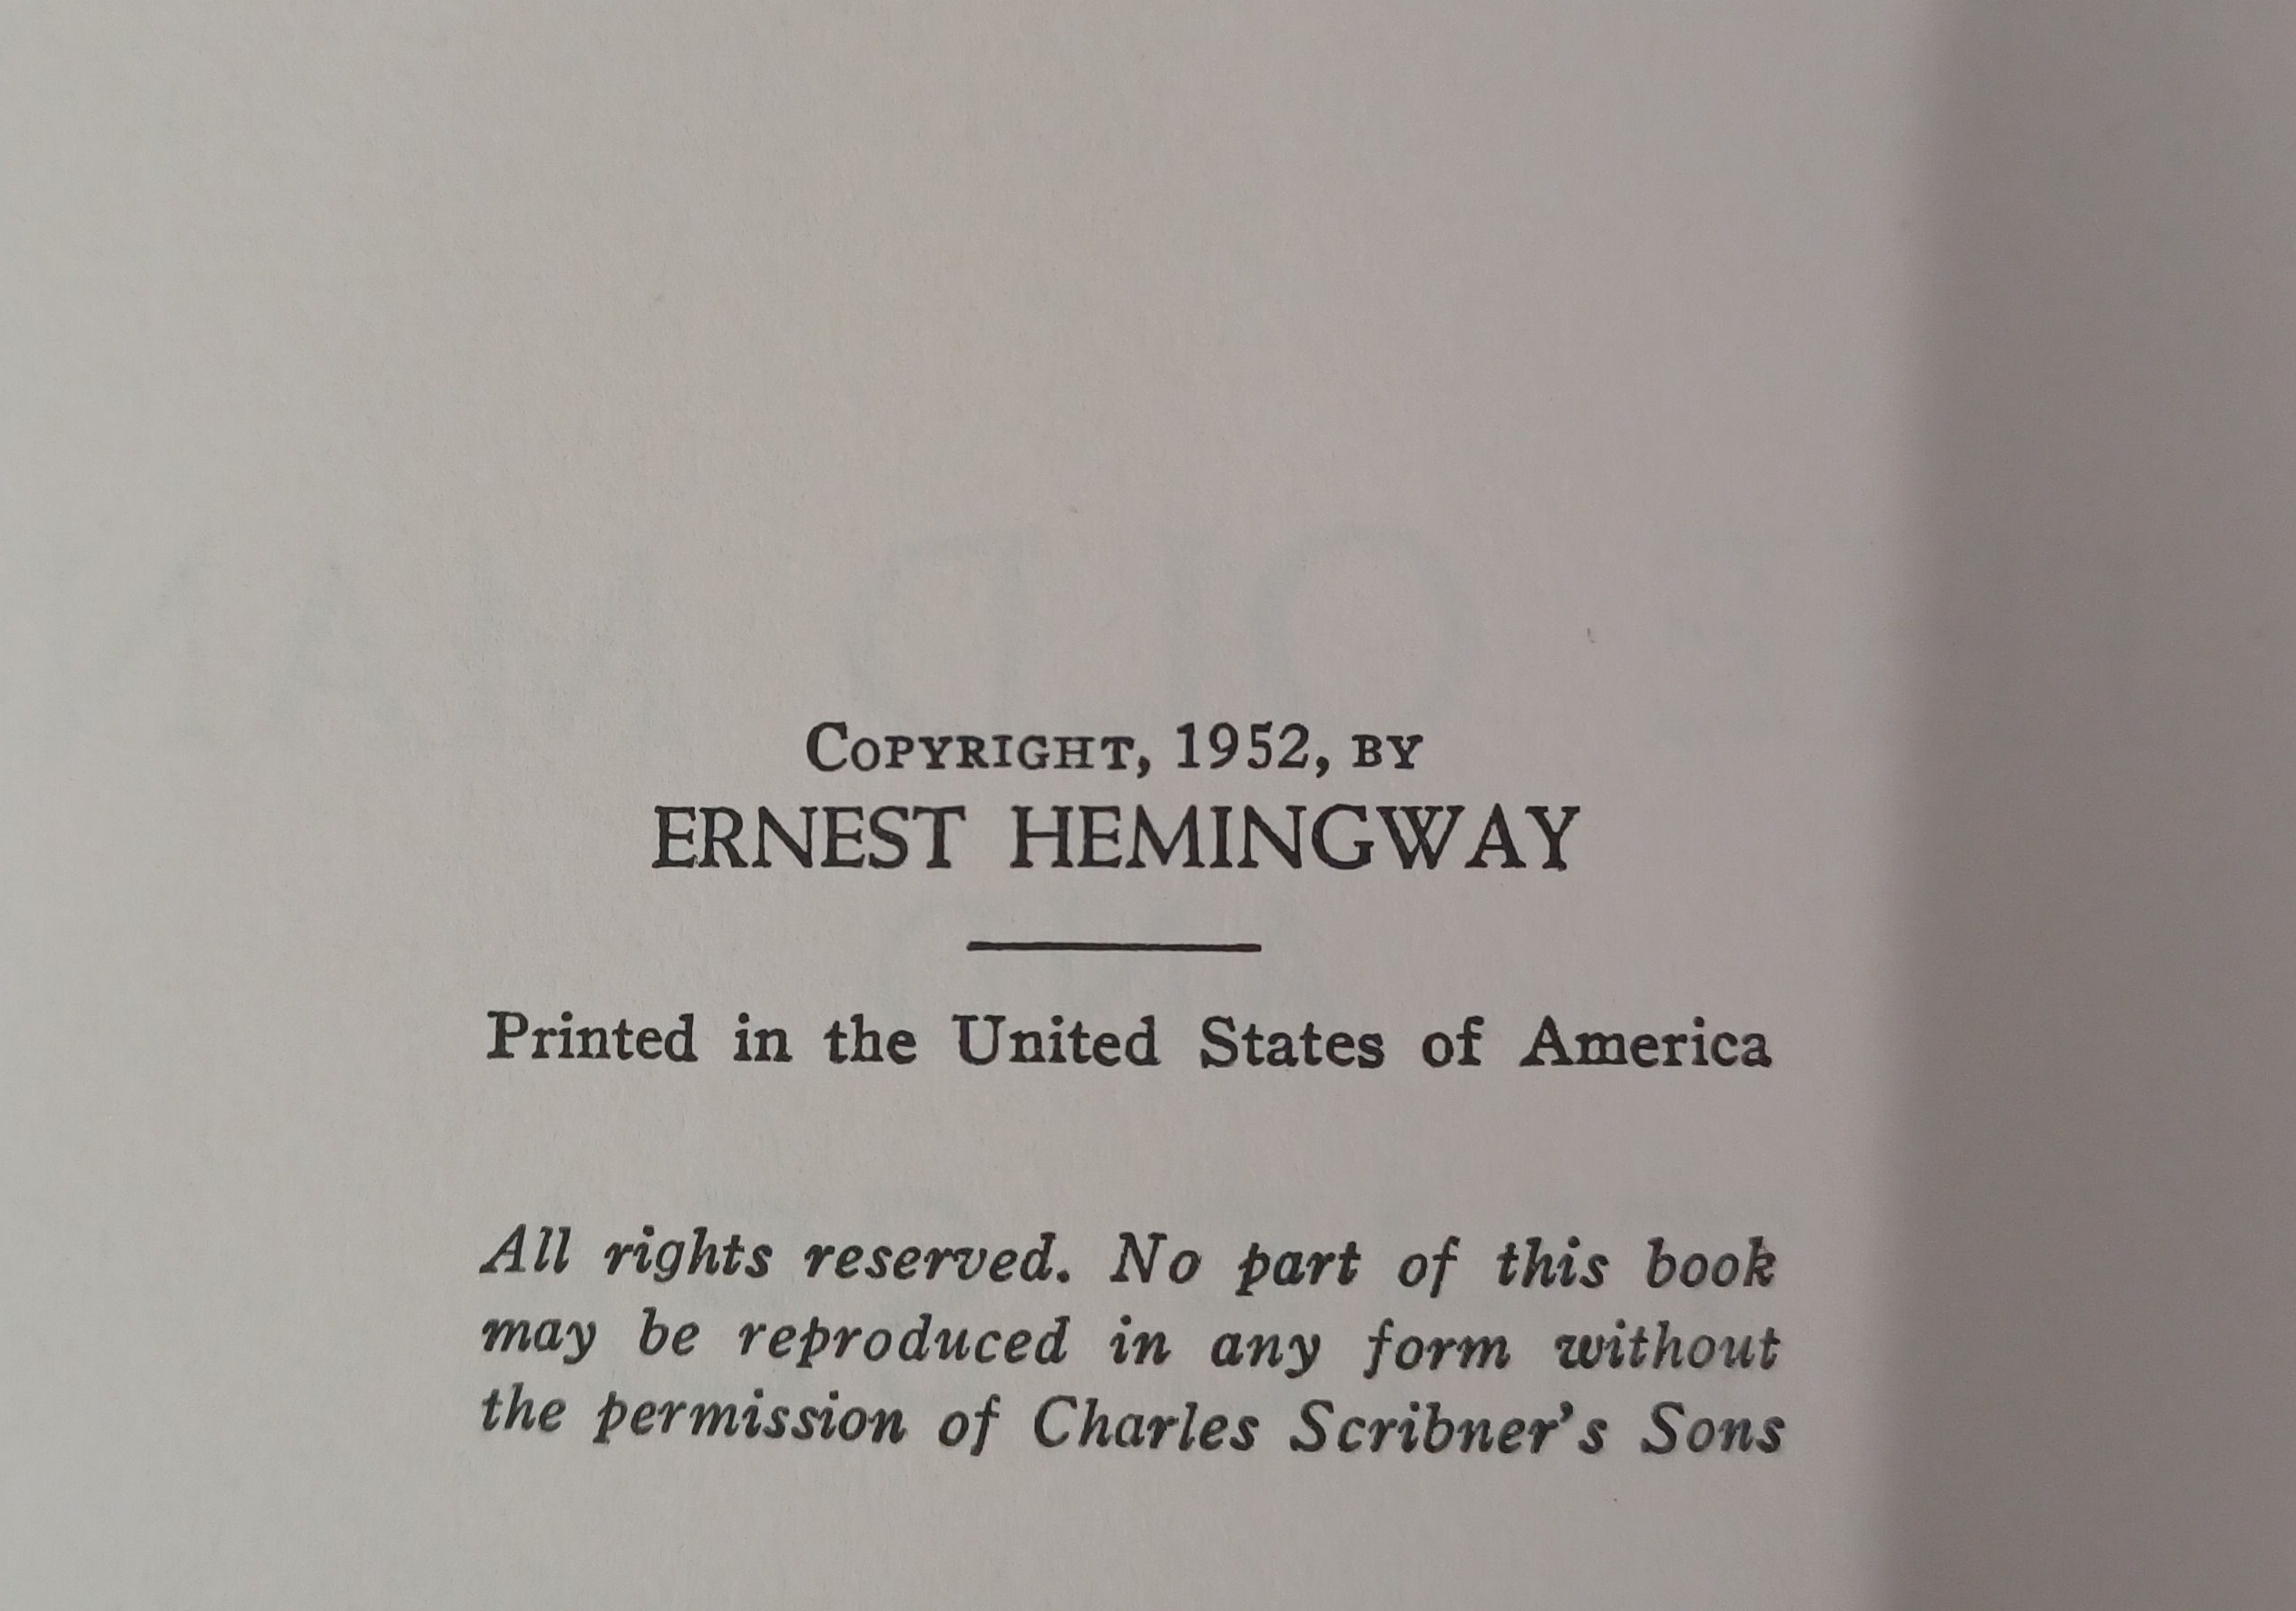 COPYRIGHT, 1952, BY
ERNEST HEMINGWAY
Printed in the United States of America
All rights reserved. No part of this book
may be reproduced in any form without
the permission of Charles Scribner's Sons